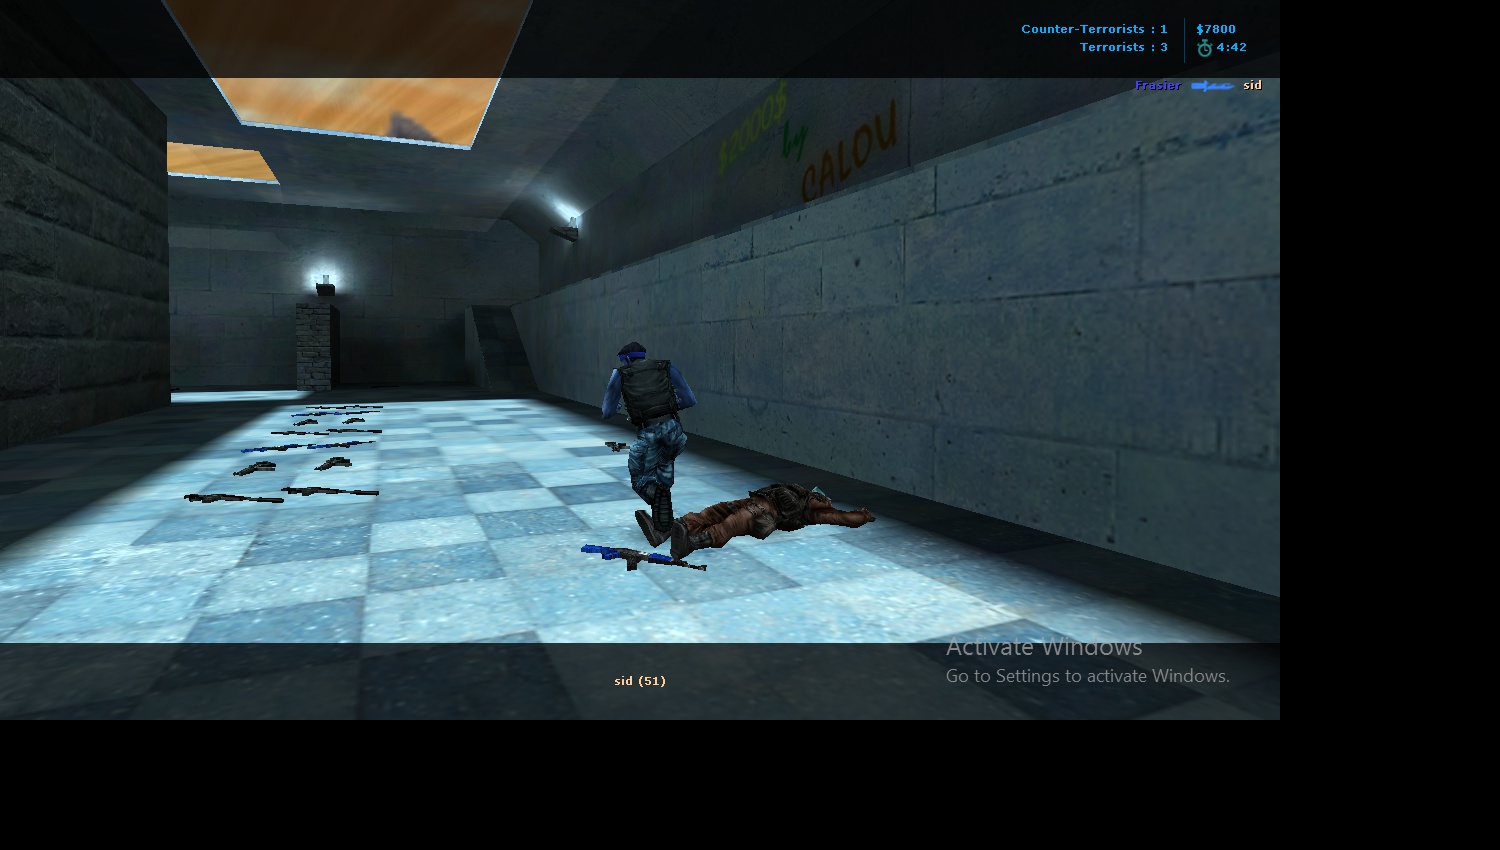 Counter-Terrorists : 1 $7800
Terrorists : 3 4:42
Frasier sid
$2000$
by
CALOU
Activate Windows
Go to Settings to activate Windows.
sid (51)